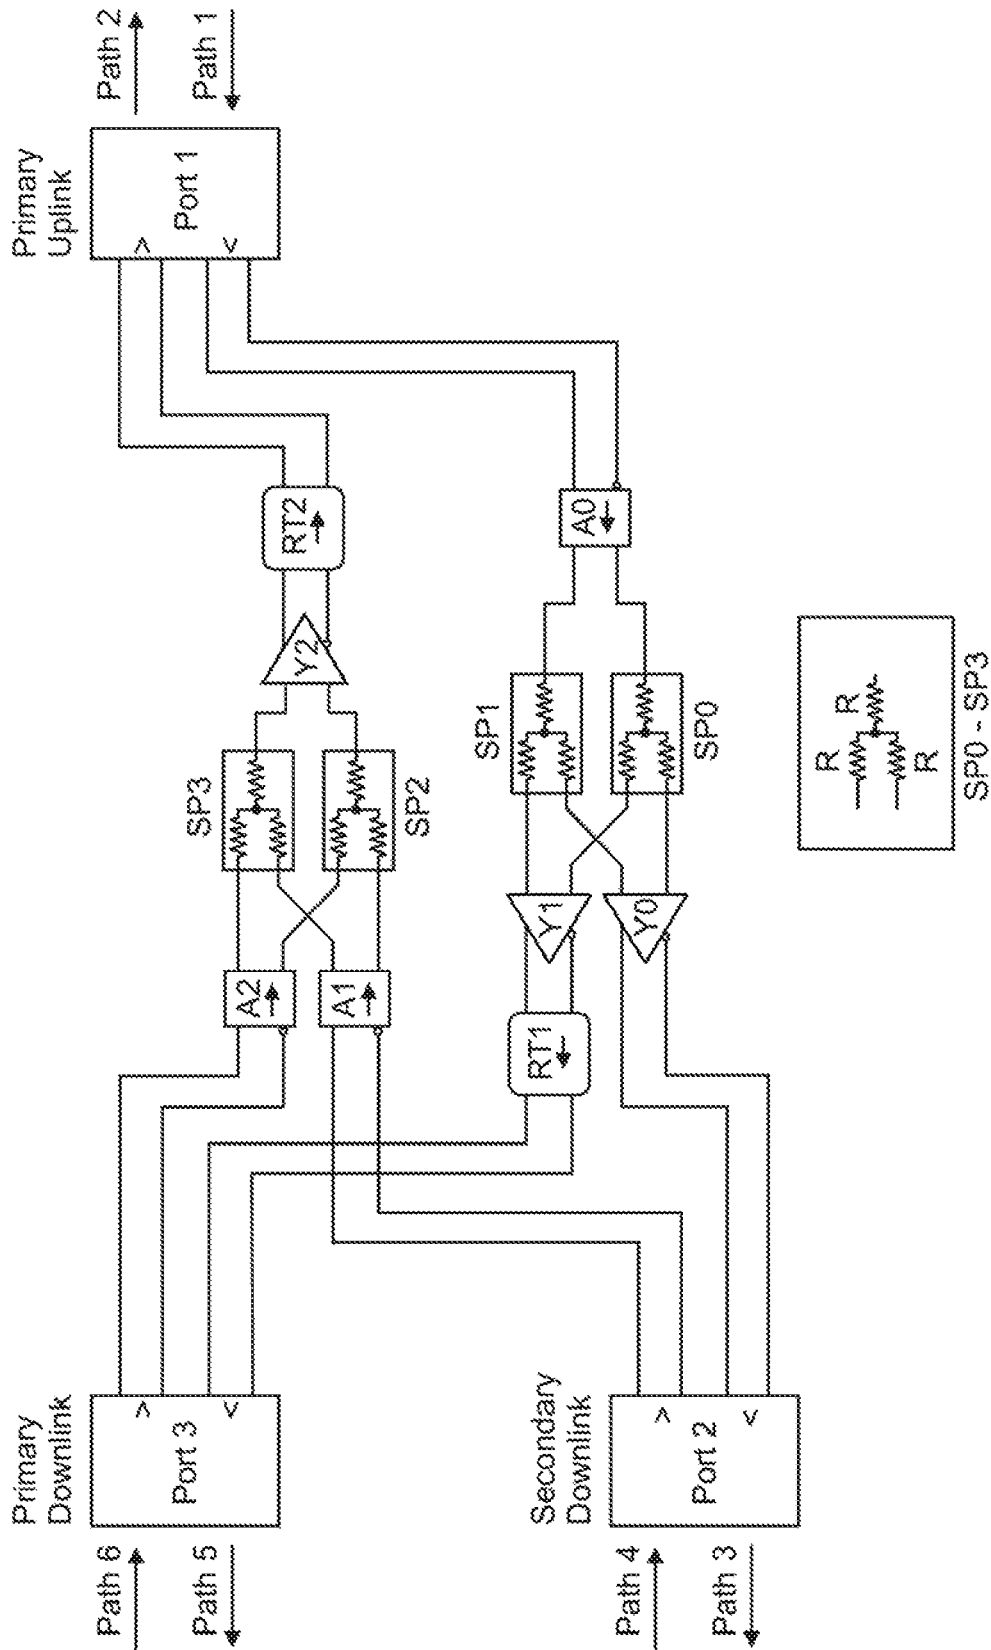 Primary
Downlink
Path 6
Path 5
>
<
Port 3
Secondary
Downlink
Path 4
Path 3
>
<
Port 2
A2
A1
SP3
SP2
Y2
RT2
RT1
Y1
Y0
SP1
SP0
A0
Primary
Uplink
>
<
Port 1
Path 2
Path 1
R
R
R
SP0 - SP3